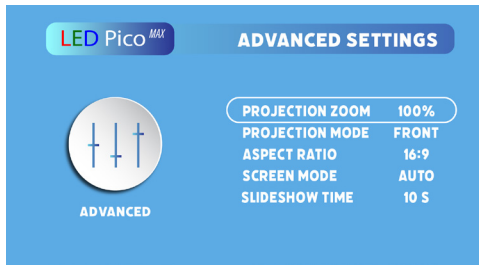 LED Pico MAX
ADVANCED SETTINGS
PROJECTION ZOOM 100%
PROJECTION MODE FRONT
ASPECT RATIO 16:9
SCREEN MODE AUTO
SLIDESHOW TIME 10 S
ADVANCED